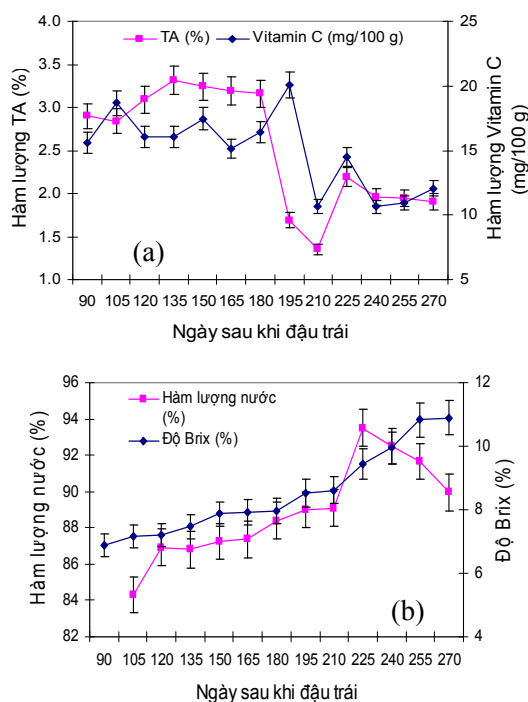 4.0
3.5
3.0
2.5
2.0
1.5
1.0
Hàm lượng TA (%)
TA (%)
Vitamin C (mg/100 g)
25
20
15
10
5
Hàm lượng Vitamin C
(mg/100 g)
(a)
90 105 120 135 150 165 180 195 210 225 240 255 270
Ngày sau khi đậu trái
96
94
92
90
88
86
84
82
Hàm lượng nước (%)
Hàm lượng nước
(%)
Độ Brix (%)
12
10
8
6
4
Độ Brix (%)
(b)
90 105 120 135 150 165 180 195 210 225 240 255 270
Ngày sau khi đậu trái